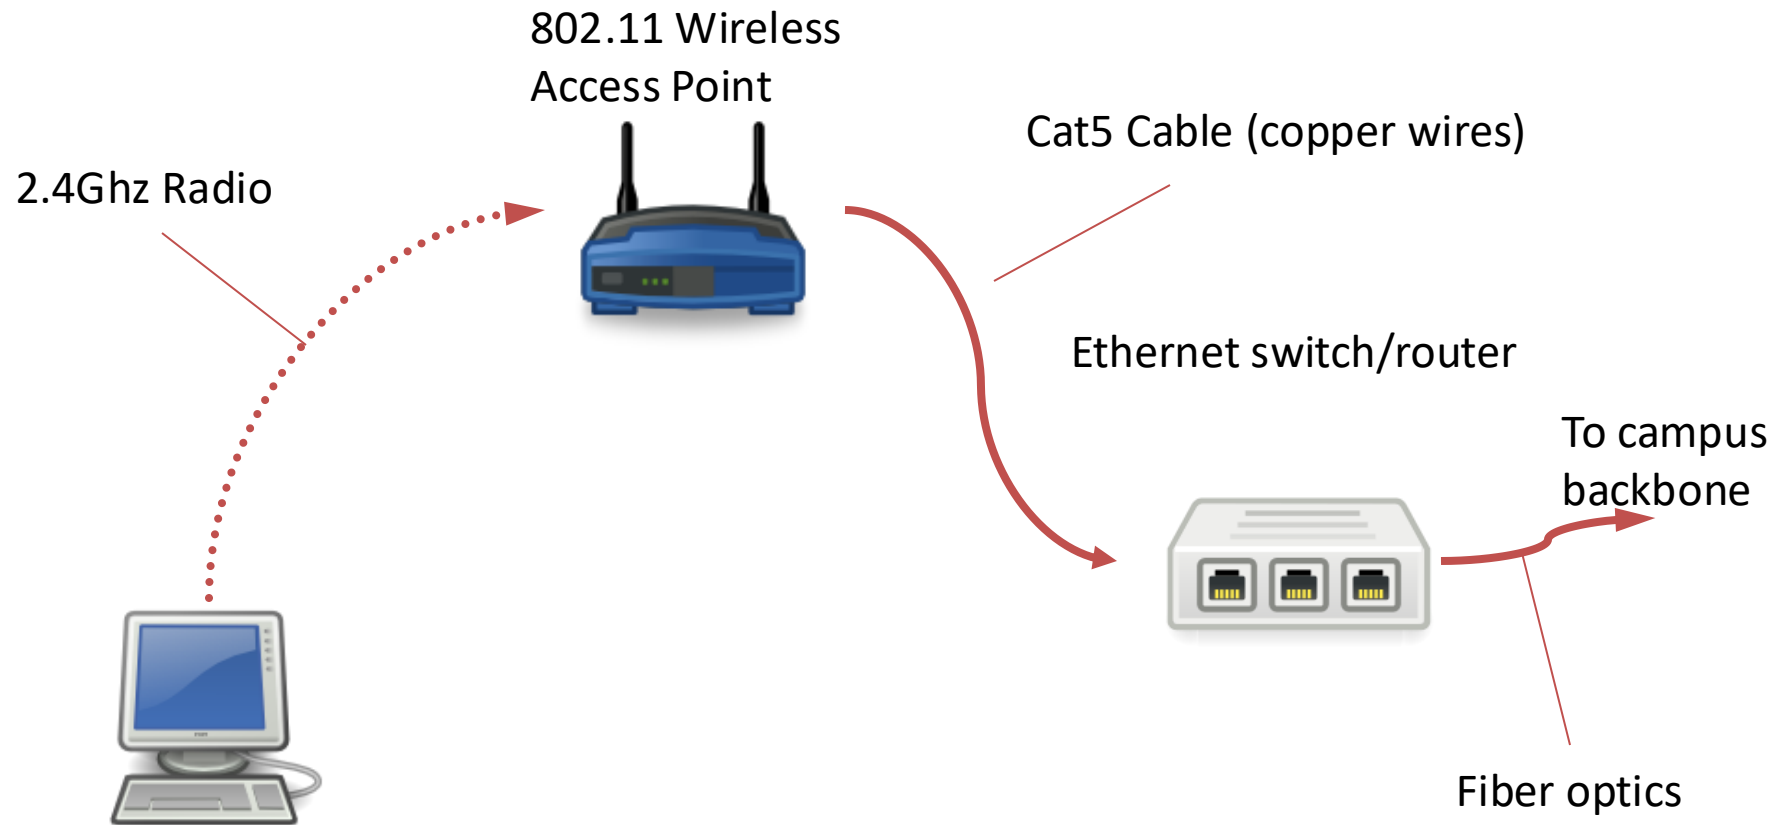 802.11 Wireless
Access Point
Cat5 Cable (copper wires)
2.4Ghz Radio
Ethernet switch/router
To campus
backbone
Fiber optics